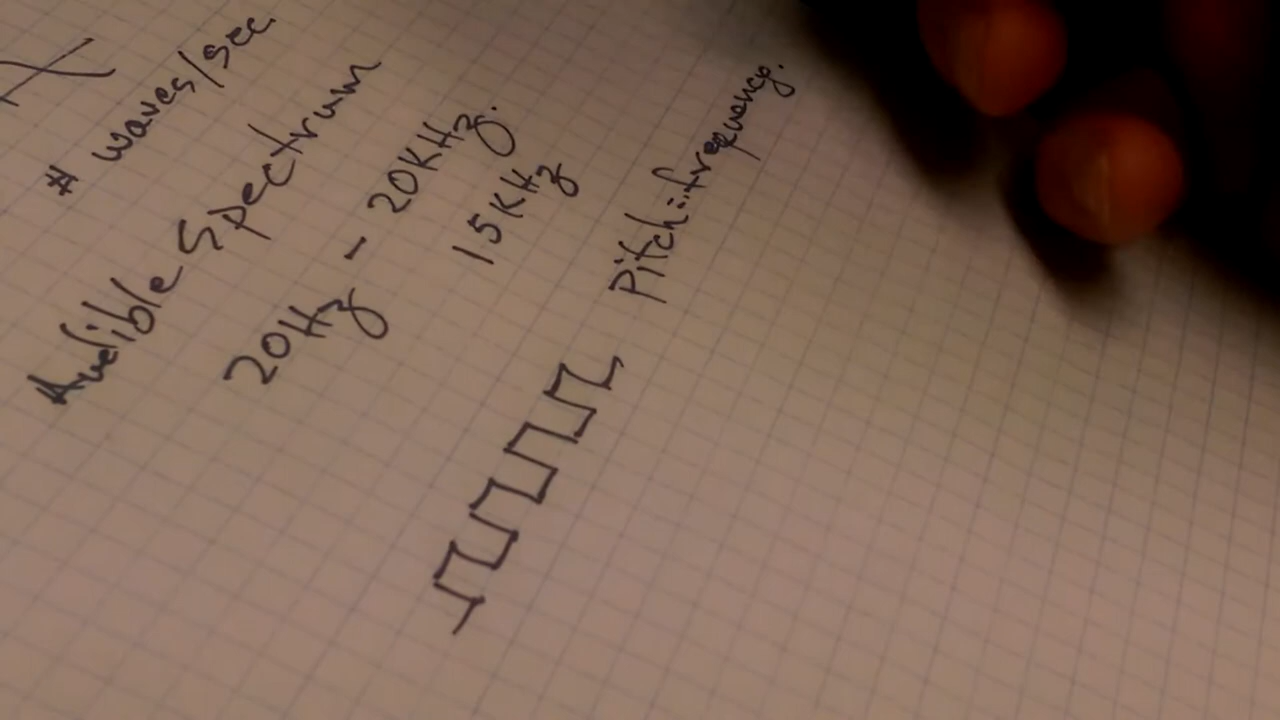 # waves/sec
Audible Spectrum
20Hz - 20KHz.
15KHz
Pitch: frequency.